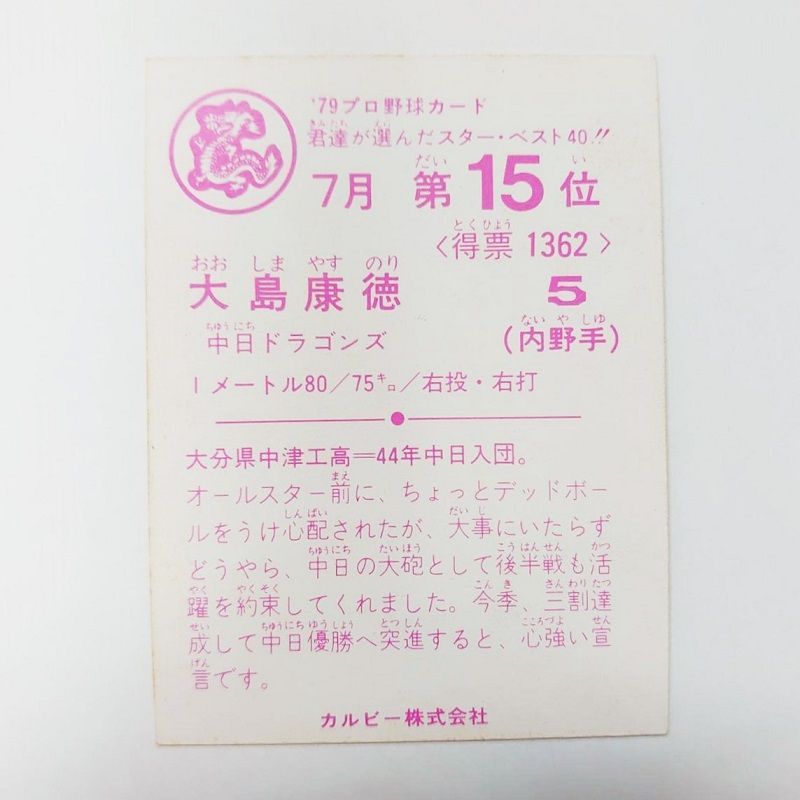 '79プロ野球カード
君達が選んだスター・ベスト40!!
7月 第15位
〈得票 1362〉
大島康徳 5
中日ドラゴンズ (内野手)
1メートル80／75キロ／右投・右打
大分県中津工高＝44年中日入団。
オールスター前に、ちょっとデッドボー
ルをうけ心配されたが、大事にいたらず
どうやら、中日の大砲として後半戦も活
躍を約束してくれました。今季、三割達
成して中日優勝へ突進すると、心強い宣
言です。
カルビー株式会社